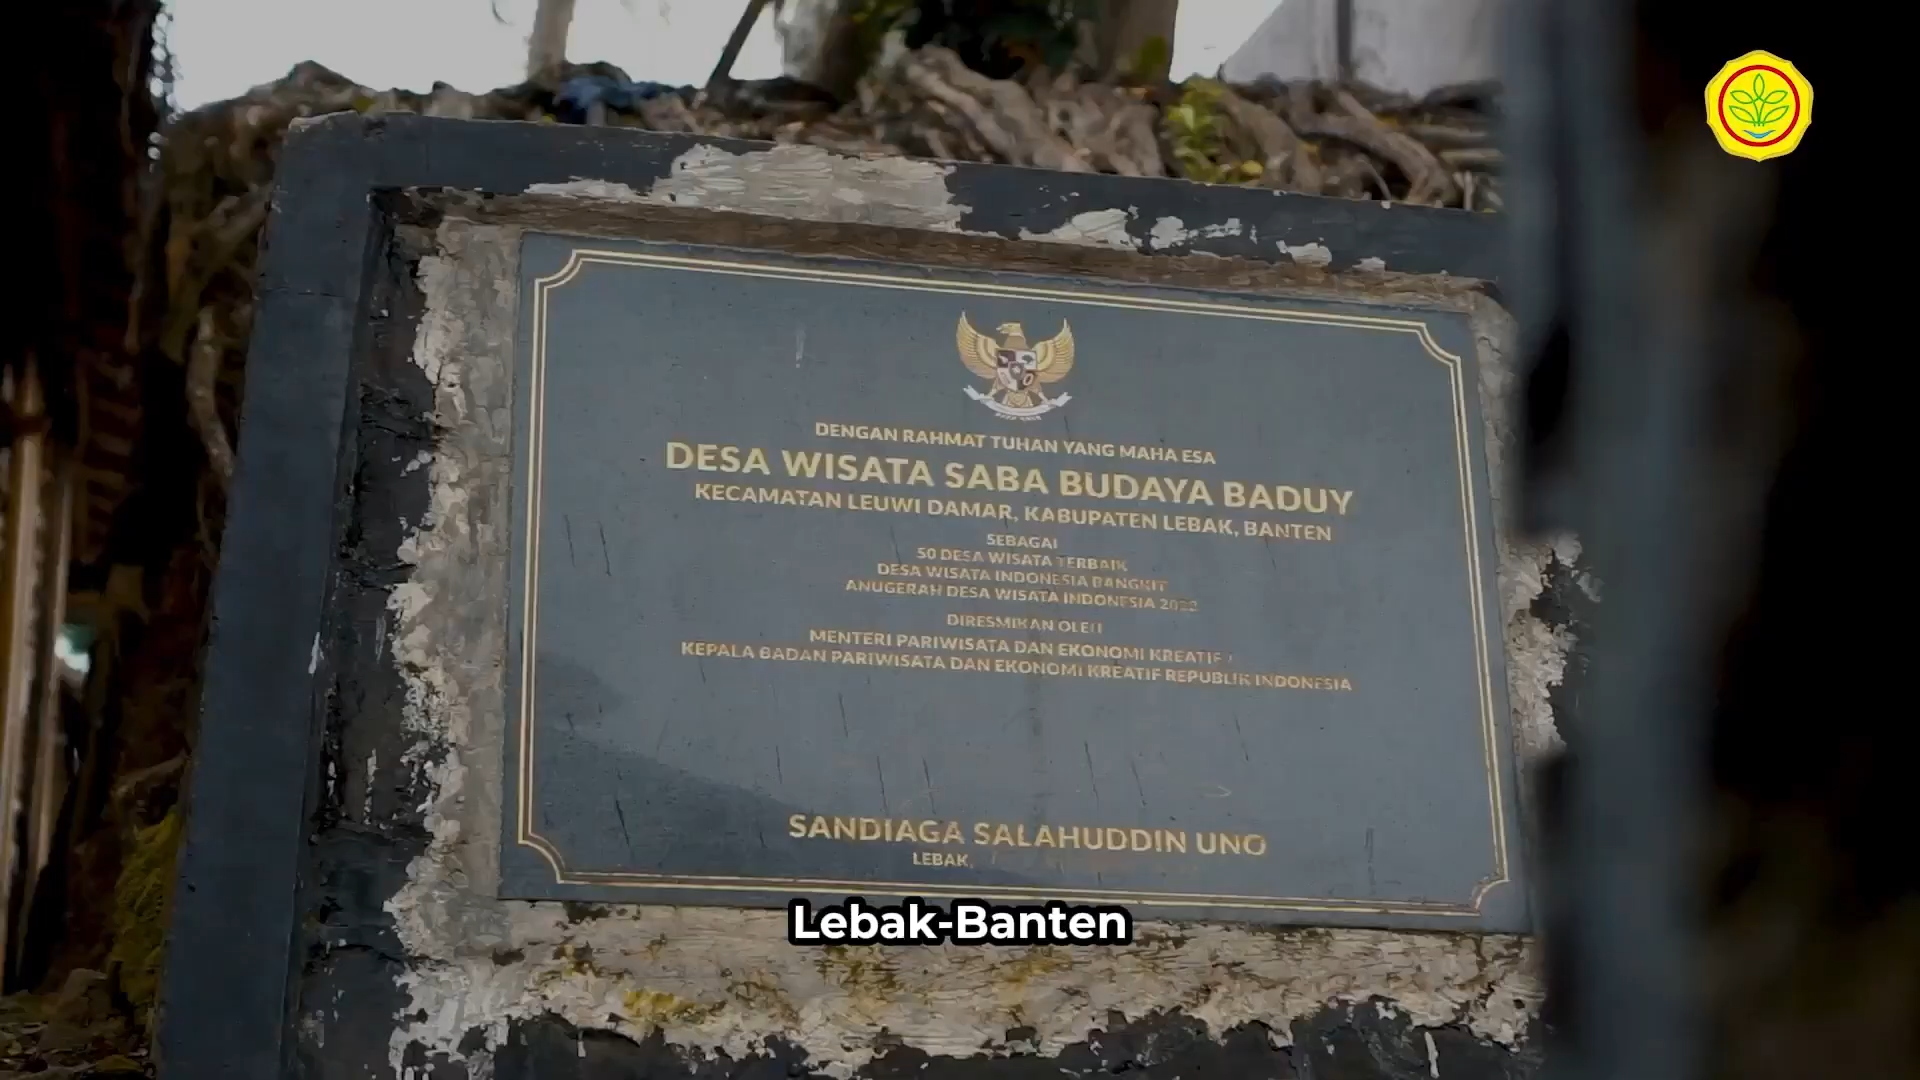 DENGAN RAHMAT TUHAN YANG MAHA ESA
DESA WISATA SABA BUDAYA BADUY
KECAMATAN LEUWI DAMAR, KABUPATEN LEBAK, BANTEN
SEBAGAI
50 DESA WISATA TERBAIK
DESA WISATA INDONESIA BANGKIT
ANUGERAH DESA WISATA INDONESIA
DIRESMIKAN OLEH
MENTERI PARIWISATA DAN EKONOMI KREATIF /
KEPALA BADAN PARIWISATA DAN EKONOMI KREATIF REPUBLIK INDONESIA
SANDIAGA SALAHUDDIN UNO
LEBAK,
Lebak-Banten